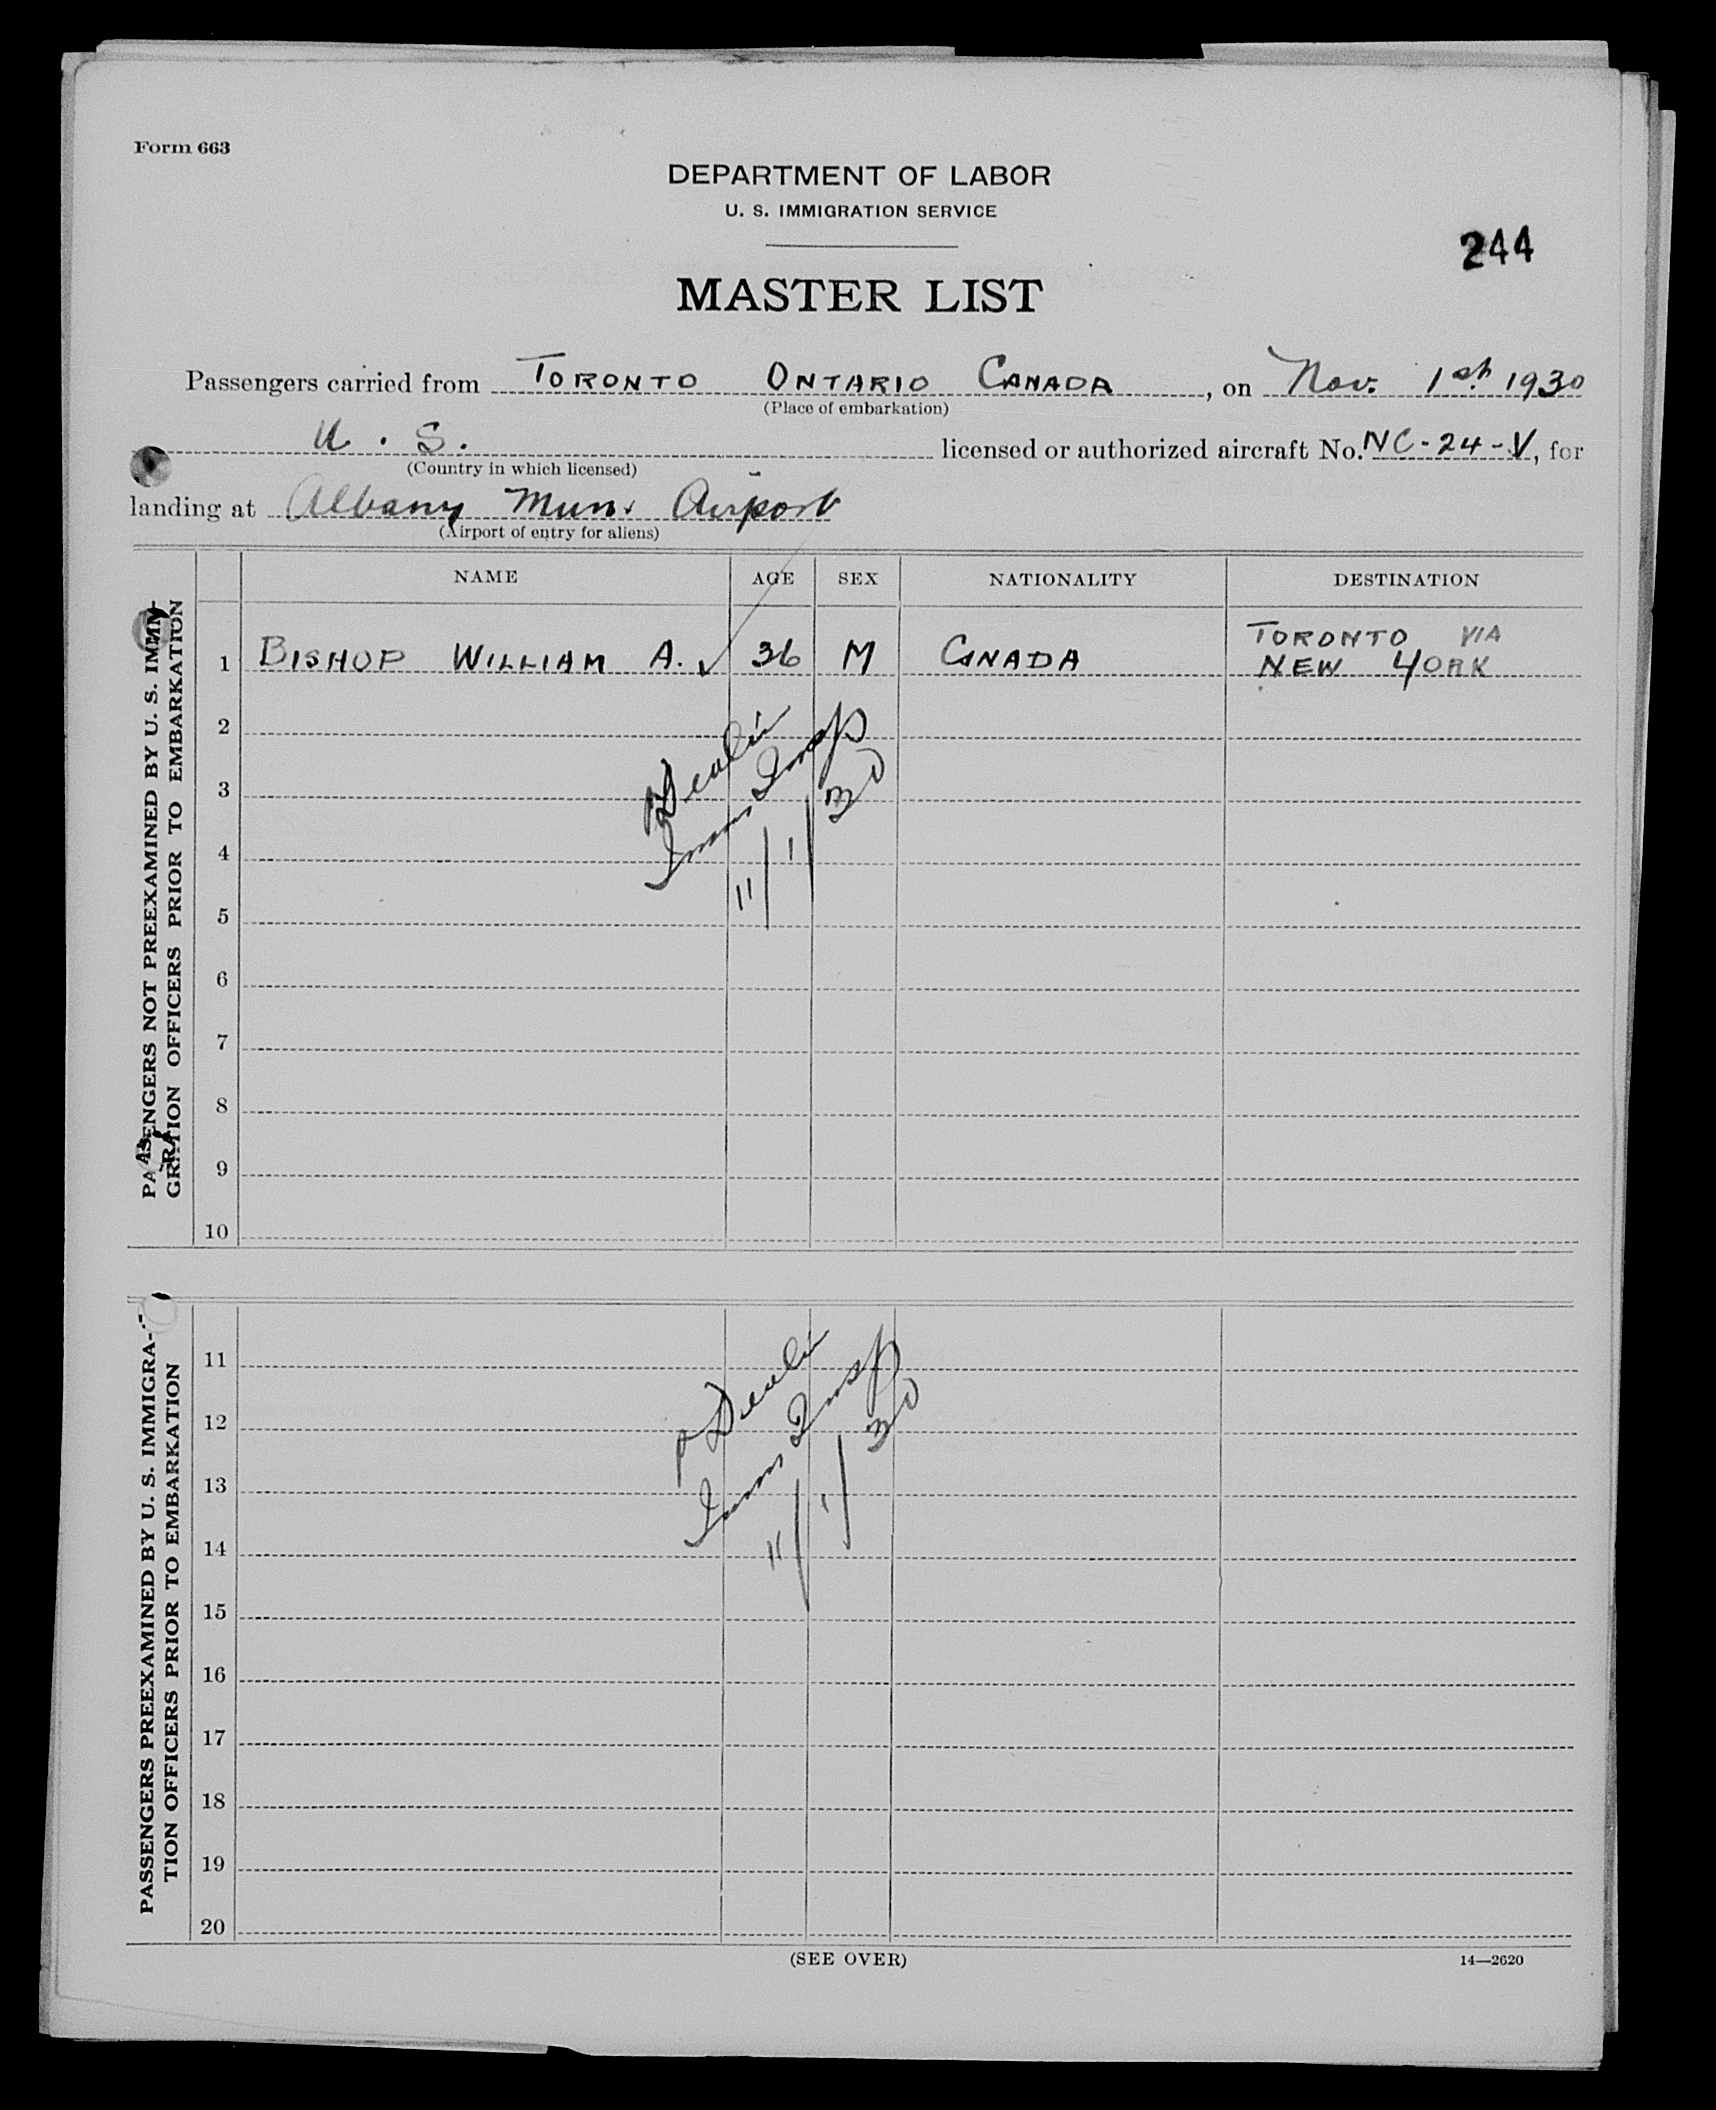 Form 663
DEPARTMENT OF LABOR
U. S. IMMIGRATION SERVICE
244
MASTER LIST
Passengers carried from TORONTO ONTARIO CANADA, on Nov. 1st 1930
(Place of embarkation)
U. S. licensed or authorized aircraft No. NC-24-V, for
(Country in which licensed)
landing at Albany Mun. Airport
(Airport of entry for aliens)
NAME AGE SEX NATIONALITY DESTINATION
PASSENGERS NOT PREEXAMINED BY U. S. IMMI-
GRATION OFFICERS PRIOR TO EMBARKATION
TORONTO VIA
1 BISHOP WILLIAM A. ✓ 36 M CANADA NEW YORK
2
3
4
5
6
7
8
9
10
Imm Insp
11/1/30
PASSENGERS PREEXAMINED BY U. S. IMMIGRA-
TION OFFICERS PRIOR TO EMBARKATION
11
12
13
14
15
16
17
18
19
20
Imm Insp
11/1/30
(SEE OVER)
14—2620